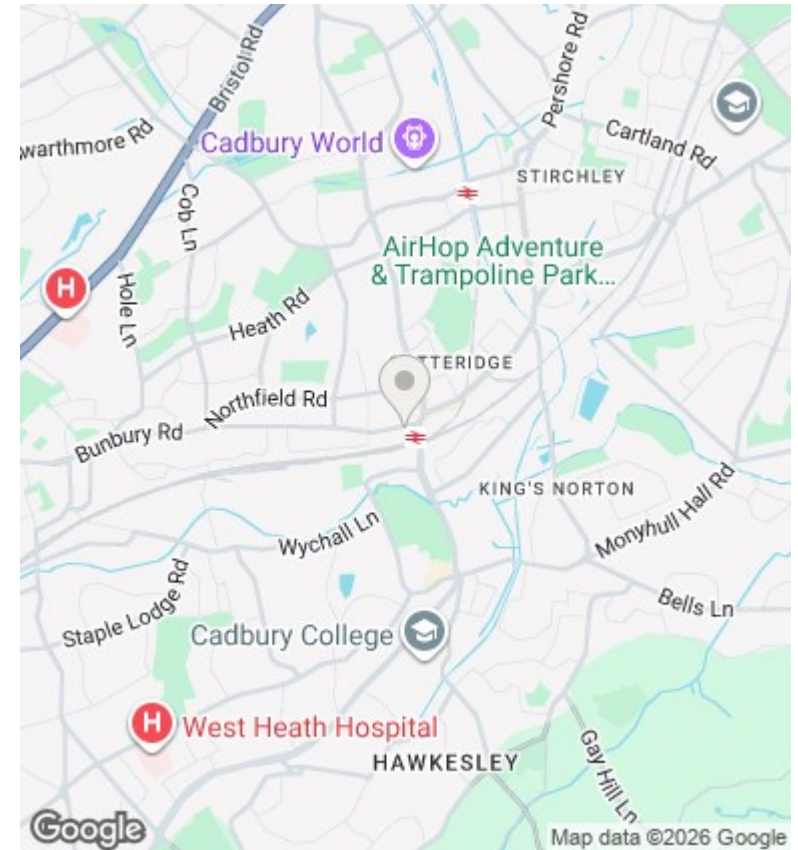 Bristol Rd
Pershore Rd
warthmore Rd
Cadbury World
Cartland Rd
STIRCHLEY
Cob Ln
AirHop Adventure
& Trampoline Park...
H
Hole Ln
Heath Rd
TTERIDGE
Northfield Rd
Bunbury Rd
KING'S NORTON
Monyhull Hall Rd
Wychall Ln
Staple Lodge Rd
Bells Ln
Cadbury College
H
West Heath Hospital
HAWKESLEY
Gay Hill Ln
Google
Map data ©2026 Google